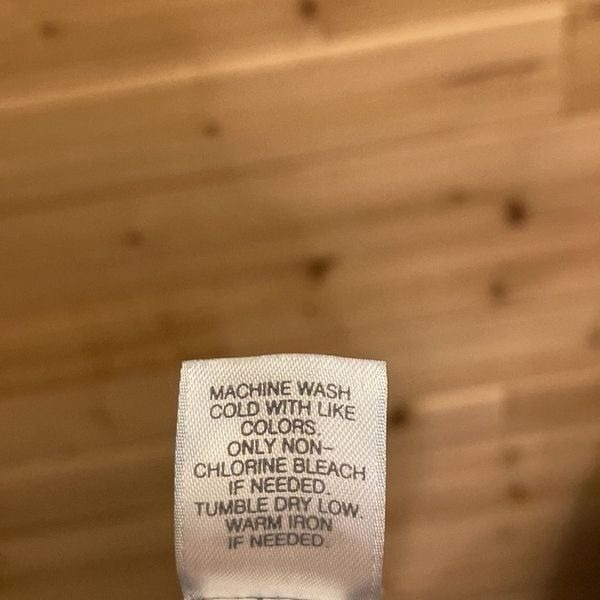 MACHINE WASH
COLD WITH LIKE
COLORS.
ONLY NON-
CHLORINE BLEACH
IF NEEDED.
TUMBLE DRY LOW.
WARM IRON
IF NEEDED.